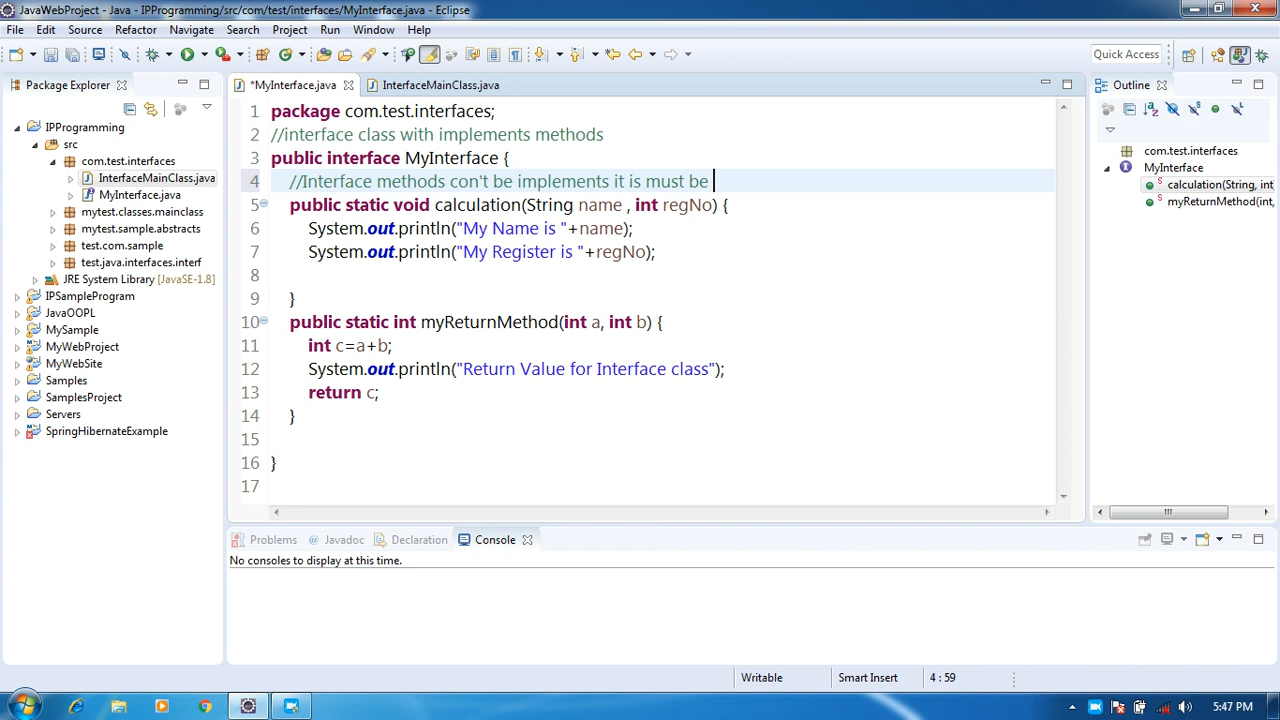 JavaWebProject - Java - IPProgramming/src/com/test/interfaces/MyInterface.java - Eclipse
File Edit Source Refactor Navigate Search Project Run Window Help
Quick Access
Package Explorer
IPProgramming
src
com.test.interfaces
InterfaceMainClass.java
MyInterface.java
mytest.classes.mainclass
mytest.sample.abstracts
test.com.sample
test.java.interfaces.interf
JRE System Library [JavaSE-1.8]
IPSampleProgram
JavaOOPL
MySample
MyWebProject
MyWebSite
Samples
SamplesProject
Servers
SpringHibernateExample
*MyInterface.java InterfaceMainClass.java
1 package com.test.interfaces;
2 //interface class with implements methods
3 public interface MyInterface {
4 //Interface methods con't be implements it is must be
5 public static void calculation(String name , int regNo) {
6 System.out.println("My Name is "+name);
7 System.out.println("My Register is "+regNo);
8
9 }
10 public static int myReturnMethod(int a, int b) {
11 int c=a+b;
12 System.out.println("Return Value for Interface class");
13 return c;
14 }
15
16 }
17
Outline
com.test.interfaces
MyInterface
calculation(String, int
myReturnMethod(int,
Problems Javadoc Declaration Console
No consoles to display at this time.
Writable Smart Insert 4 : 59
5:47 PM